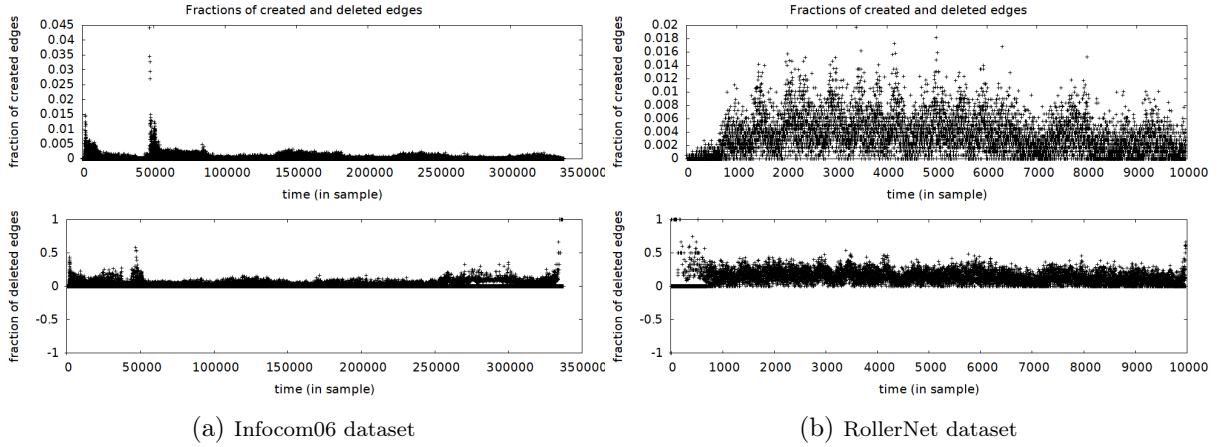 Fractions of created and deleted edges
0.045
0.04
0.035
0.03
0.025
0.02
0.015
0.01
0.005
0
fraction of created edges
0 50000 100000 150000 200000 250000 300000 350000
time (in sample)
1
0.5
0
-0.5
-1
fraction of deleted edges
0 50000 100000 150000 200000 250000 300000 350000
time (in sample)
(a) Infocom06 dataset
Fractions of created and deleted edges
0.02
0.018
0.016
0.014
0.012
0.01
0.008
0.006
0.004
0.002
0
fraction of created edges
0 1000 2000 3000 4000 5000 6000 7000 8000 9000 10000
time (in sample)
1
0.5
0
-0.5
-1
fraction of deleted edges
0 1000 2000 3000 4000 5000 6000 7000 8000 9000 10000
time (in sample)
(b) RollerNet dataset